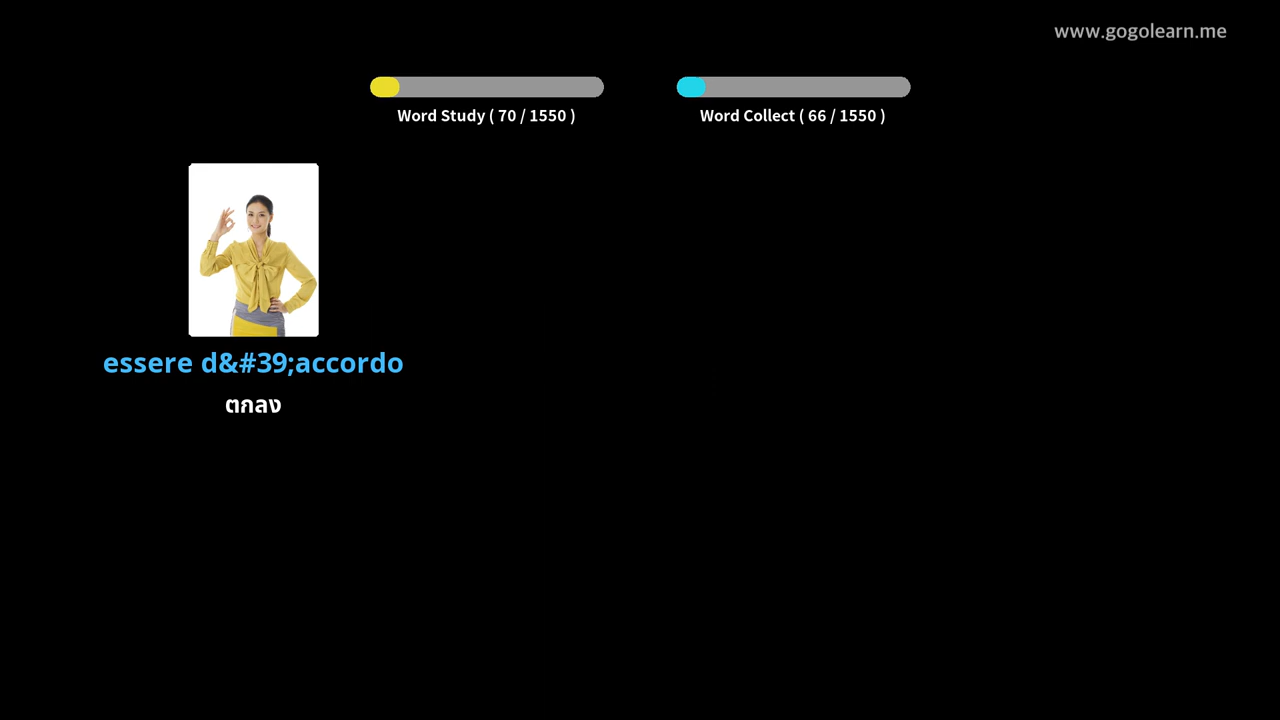 www.gogolearn.me
Word Study ( 70 / 1550 )
Word Collect ( 66 / 1550 )
essere d&#39;accordo
ตกลง